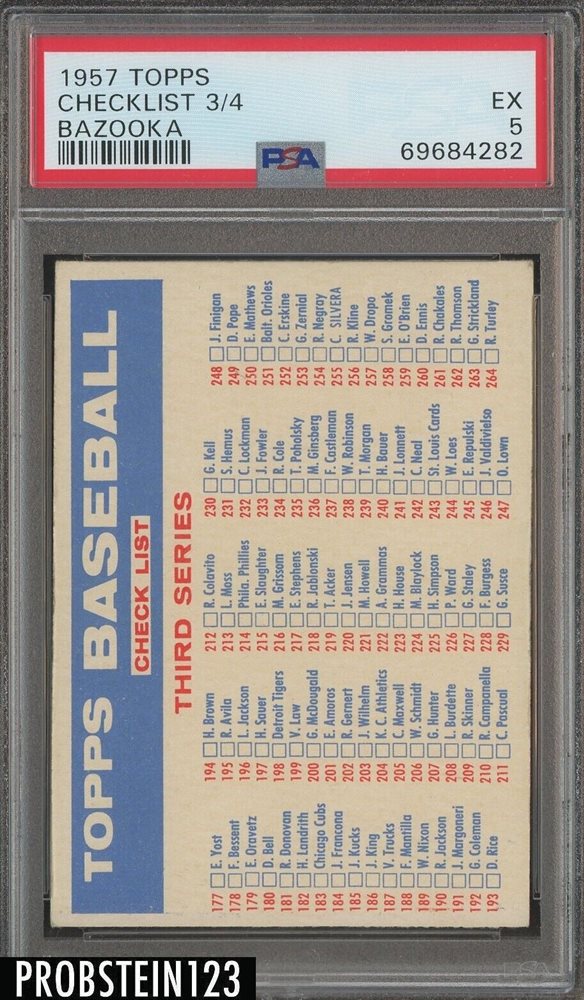 1957 TOPPS
CHECKLIST 3/4
BAZOOKA
EX
5
69684282
PSA
TOPPS BASEBALL
CHECK LIST
THIRD SERIES
177 E. Yost
178 F. Bessent
179 E. Oravetz
180 D. Bell
181 R. Donovan
182 H. Landrith
183 Chicago Cubs
184 J. Francona
185 J. Kucks
186 J. King
187 V. Trucks
188 F. Mantilla
189 W. Nixon
190 R. Jackson
191 J. Margoneri
192 G. Coleman
193 D. Rice
194 H. Brown
195 R. Avila
196 L. Jackson
197 H. Sauer
198 Detroit Tigers
199 V. Law
200 G. McDougald
201 E. Amoros
202 R. Gernert
203 J. Wilhelm
204 K. C. Athletics
205 C. Maxwell
206 W. Schmidt
207 G. Hunter
208 L. Burdette
209 R. Skinner
210 R. Campanella
211 C. Pascual
212 R. Colavito
213 L. Moss
214 Phila. Phillies
215 E. Slaughter
216 M. Grissom
217 E. Stephens
218 R. Jablonski
219 T. Acker
220 J. Jensen
221 M. Howell
222 A. Grammas
223 H. House
224 M. Blaylock
225 H. Simpson
226 P. Ward
227 G. Staley
228 F. Burgess
229 G. Susce
230 G. Kell
231 S. Hemus
232 C. Lockman
233 J. Fowler
234 R. Cole
235 T. Poholsky
236 M. Ginsberg
237 F. Castleman
238 W. Robinson
239 T. Morgan
240 H. Bauer
241 J. Lonnett
242 C. Neal
243 St. Louis Cards
244 W. Loes
245 E. Repulski
246 J. Valdivielso
247 O. Lown
248 J. Finigan
249 D. Pope
250 E. Mathews
251 Balt. Orioles
252 C. Erskine
253 G. Zernial
254 R. Negray
255 C. SILVERA
256 R. Kline
257 W. Dropo
258 S. Gromek
259 E. O'Brien
260 D. Ennis
261 R. Chakales
262 R. Thomson
263 G. Strickland
264 R. Turley
PROBSTEIN123